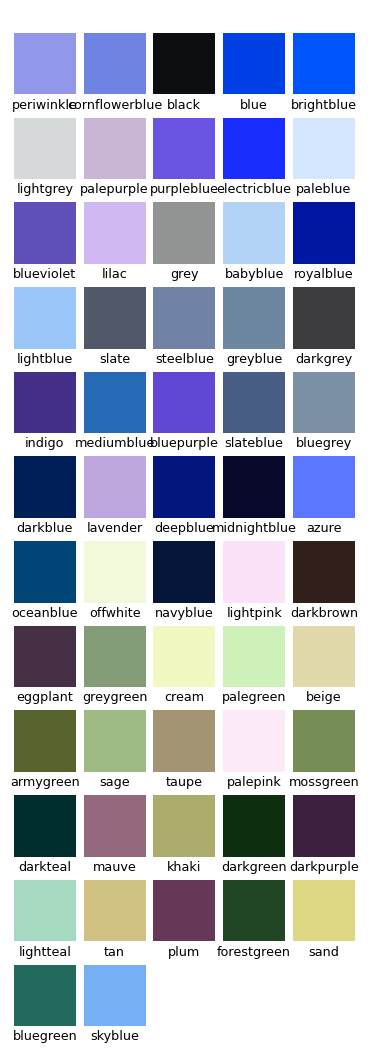 periwinkle cornflowerblue black blue brightblue
lightgrey palepurple purpleblue electricblue paleblue
blueviolet lilac grey babyblue royalblue
lightblue slate steelblue greyblue darkgrey
indigo mediumblue bluepurple slateblue bluegrey
darkblue lavender deepblue midnightblue azure
oceanblue offwhite navyblue lightpink darkbrown
eggplant greygreen cream palegreen beige
armygreen sage taupe palepink mossgreen
darkteal mauve khaki darkgreen darkpurple
lightteal tan plum forestgreen sand
bluegreen skyblue